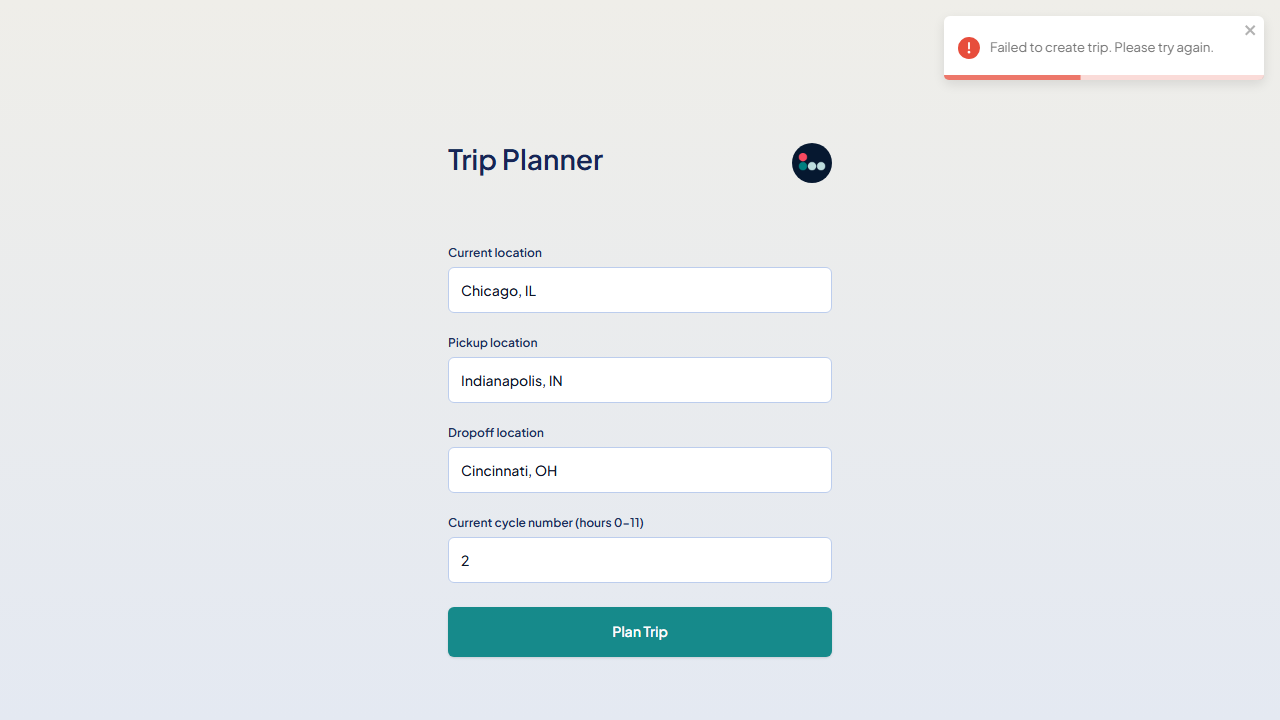 Failed to create trip. Please try again.
Trip Planner
Current location
Chicago, IL
Pickup location
Indianapolis, IN
Dropoff location
Cincinnati, OH
Current cycle number (hours 0–11)
2
Plan Trip